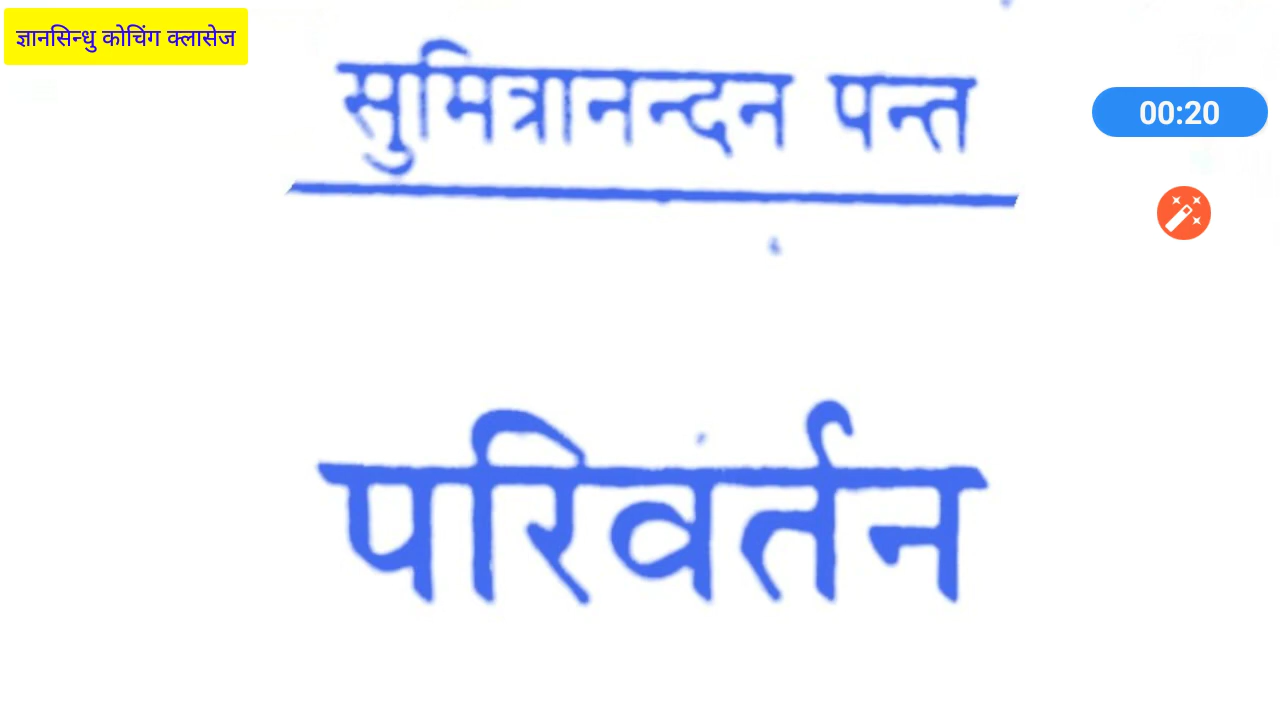 ज्ञानसिन्धु कोचिंग क्लासेज
सुमित्रानन्दन पन्त
00:20
परिवर्तन